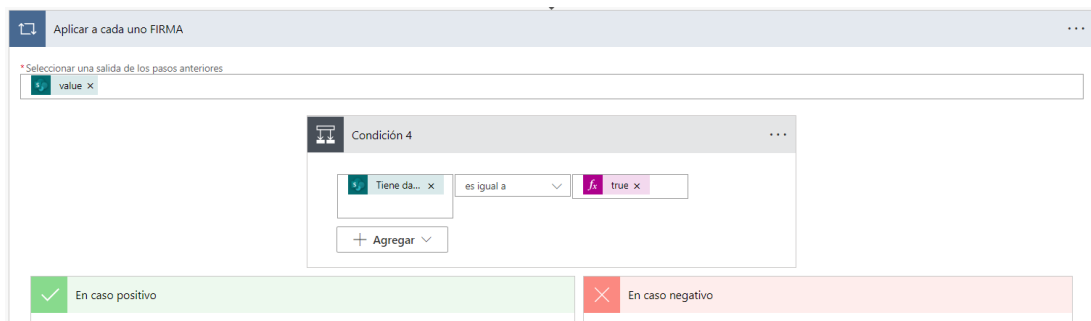 Aplicar a cada uno FIRMA
* Seleccionar una salida de los pasos anteriores
value ×
Condición 4
Tiene da... × es igual a fx true ×
+ Agregar
En caso positivo En caso negativo